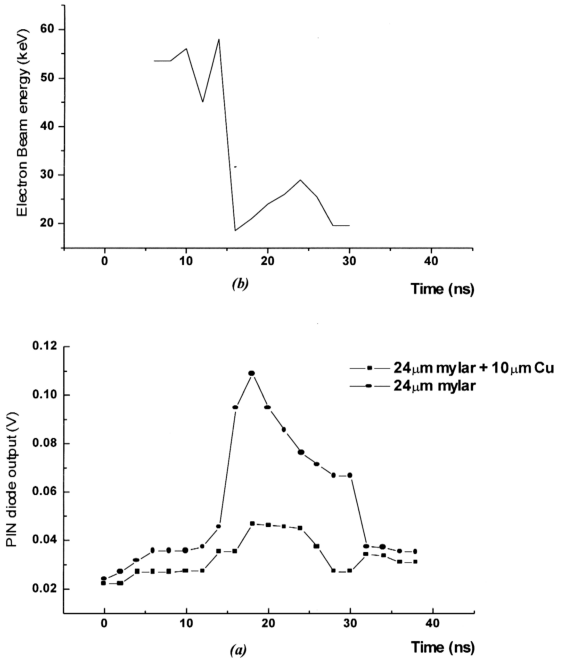 Electron Beam energy (keV)
60
50
40
30
20
0
10
20
30
40
(b)
Time (ns)
PIN diode output (V)
0.12
0.10
0.08
0.06
0.04
0.02
24μm mylar + 10μm Cu
24μm mylar
0
10
20
30
40
(a)
Time (ns)